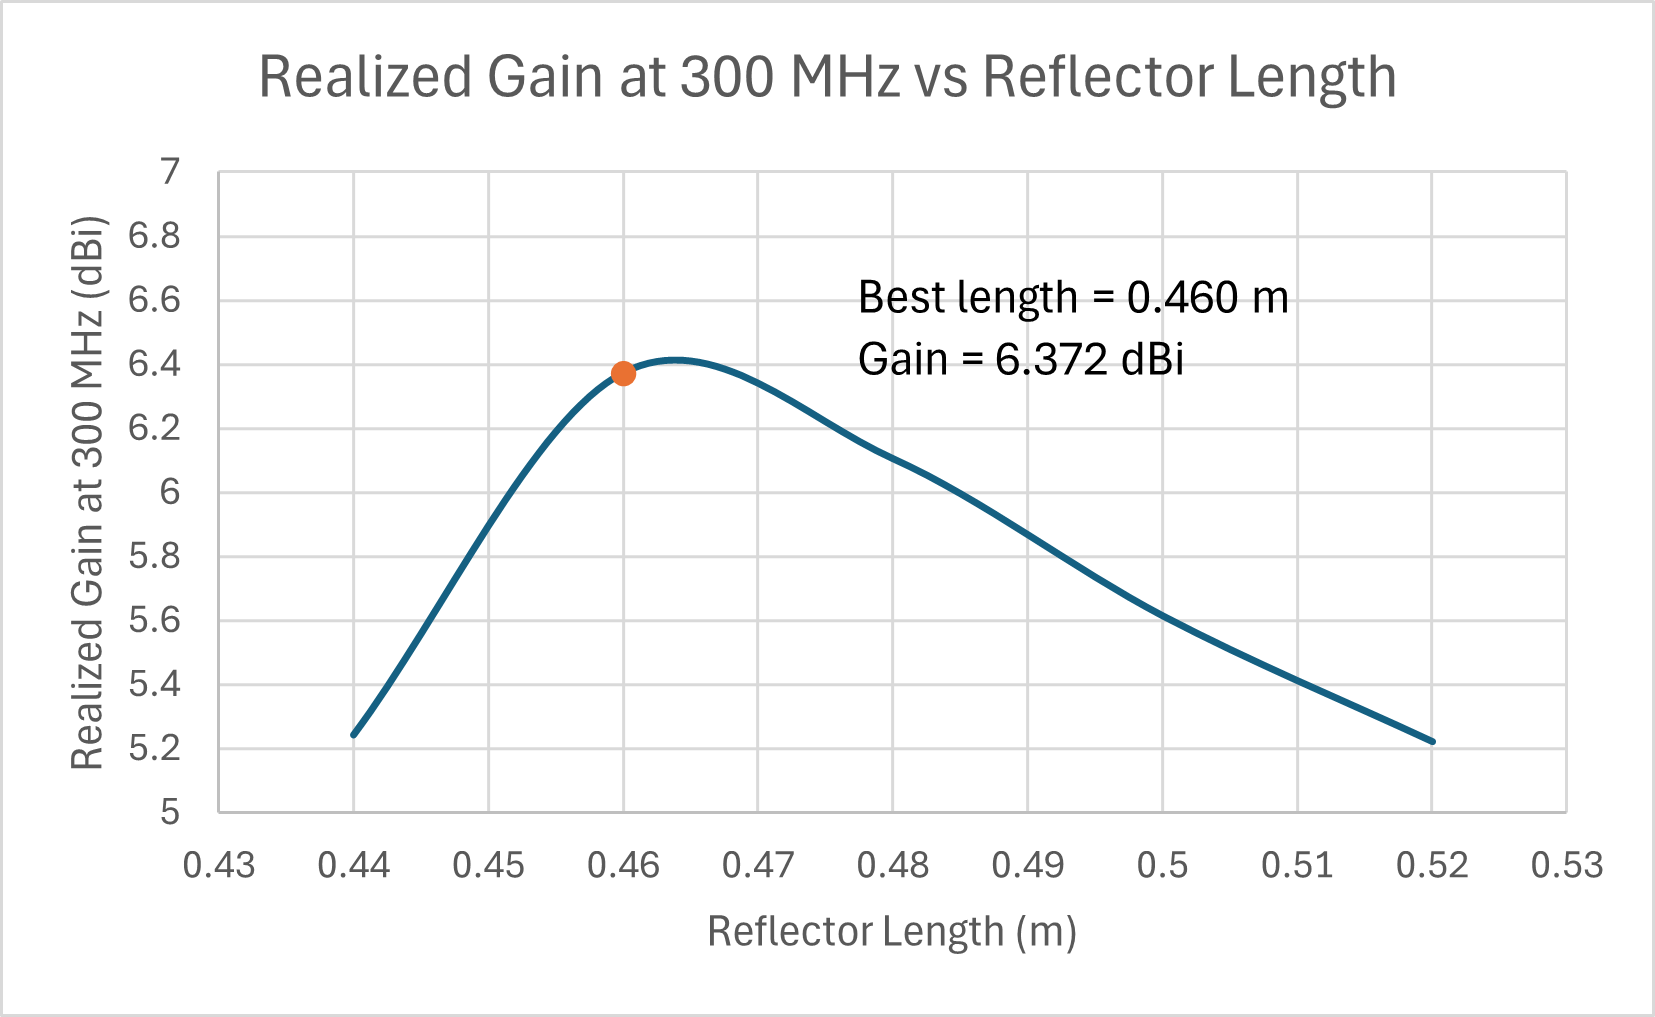 Realized Gain at 300 MHz vs Reflector Length
7
6.8
6.6
6.4
6.2
6
5.8
5.6
5.4
5.2
5
Realized Gain at 300 MHz (dBi)
Best length = 0.460 m
Gain = 6.372 dBi
0.43 0.44 0.45 0.46 0.47 0.48 0.49 0.5 0.51 0.52 0.53
Reflector Length (m)